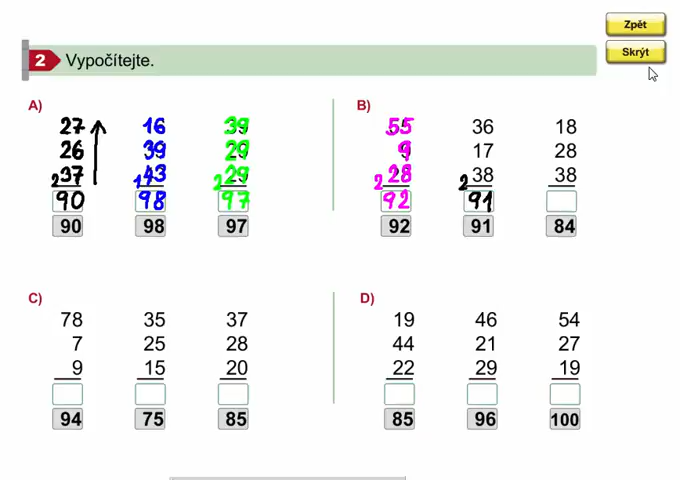 Zpět
Skrýt
2 Vypočítejte.
A) B)
27 16 39 55 36 18
26 39 29 9 17 28
2 37 1 43 2 29 2 28 2 38 38
90 98 97 92 91
90 98 97 92 91 84
C) D)
78 35 37 19 46 54
7 25 28 44 21 27
9 15 20 22 29 19
94 75 85 85 96 100